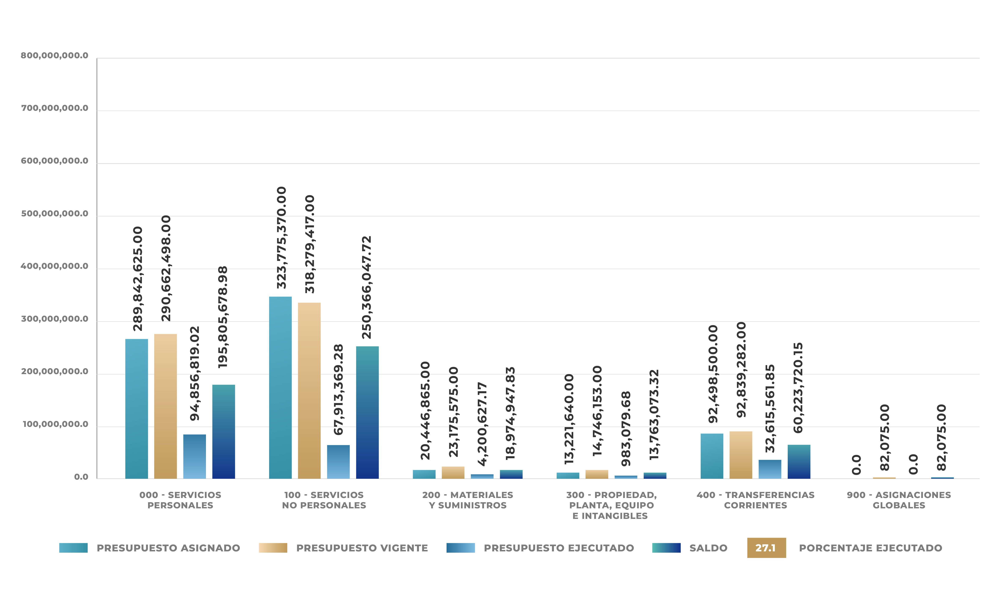 800,000,000.0
700,000,000.0
600,000,000.0
500,000,000.0
400,000,000.0
300,000,000.0
200,000,000.0
100,000,000.0
0.0
289,842,625.00
290,662,498.00
94,856,819.02
195,805,678.98
323,775,370.00
318,279,417.00
67,913,369.28
250,366,047.72
20,446,865.00
23,175,575.00
4,200,627.17
18,974,947.83
13,221,640.00
14,746,153.00
983,079.68
13,763,073.32
92,498,500.00
92,839,282.00
32,615,561.85
60,223,720.15
0.0
82,075.00
0.0
82,075.00
000 - SERVICIOS
PERSONALES
100 - SERVICIOS
NO PERSONALES
200 - MATERIALES
Y SUMINISTROS
300 - PROPIEDAD,
PLANTA, EQUIPO
E INTANGIBLES
400 - TRANSFERENCIAS
CORRIENTES
900 - ASIGNACIONES
GLOBALES
PRESUPUESTO ASIGNADO
PRESUPUESTO VIGENTE
PRESUPUESTO EJECUTADO
SALDO
27.1
PORCENTAJE EJECUTADO